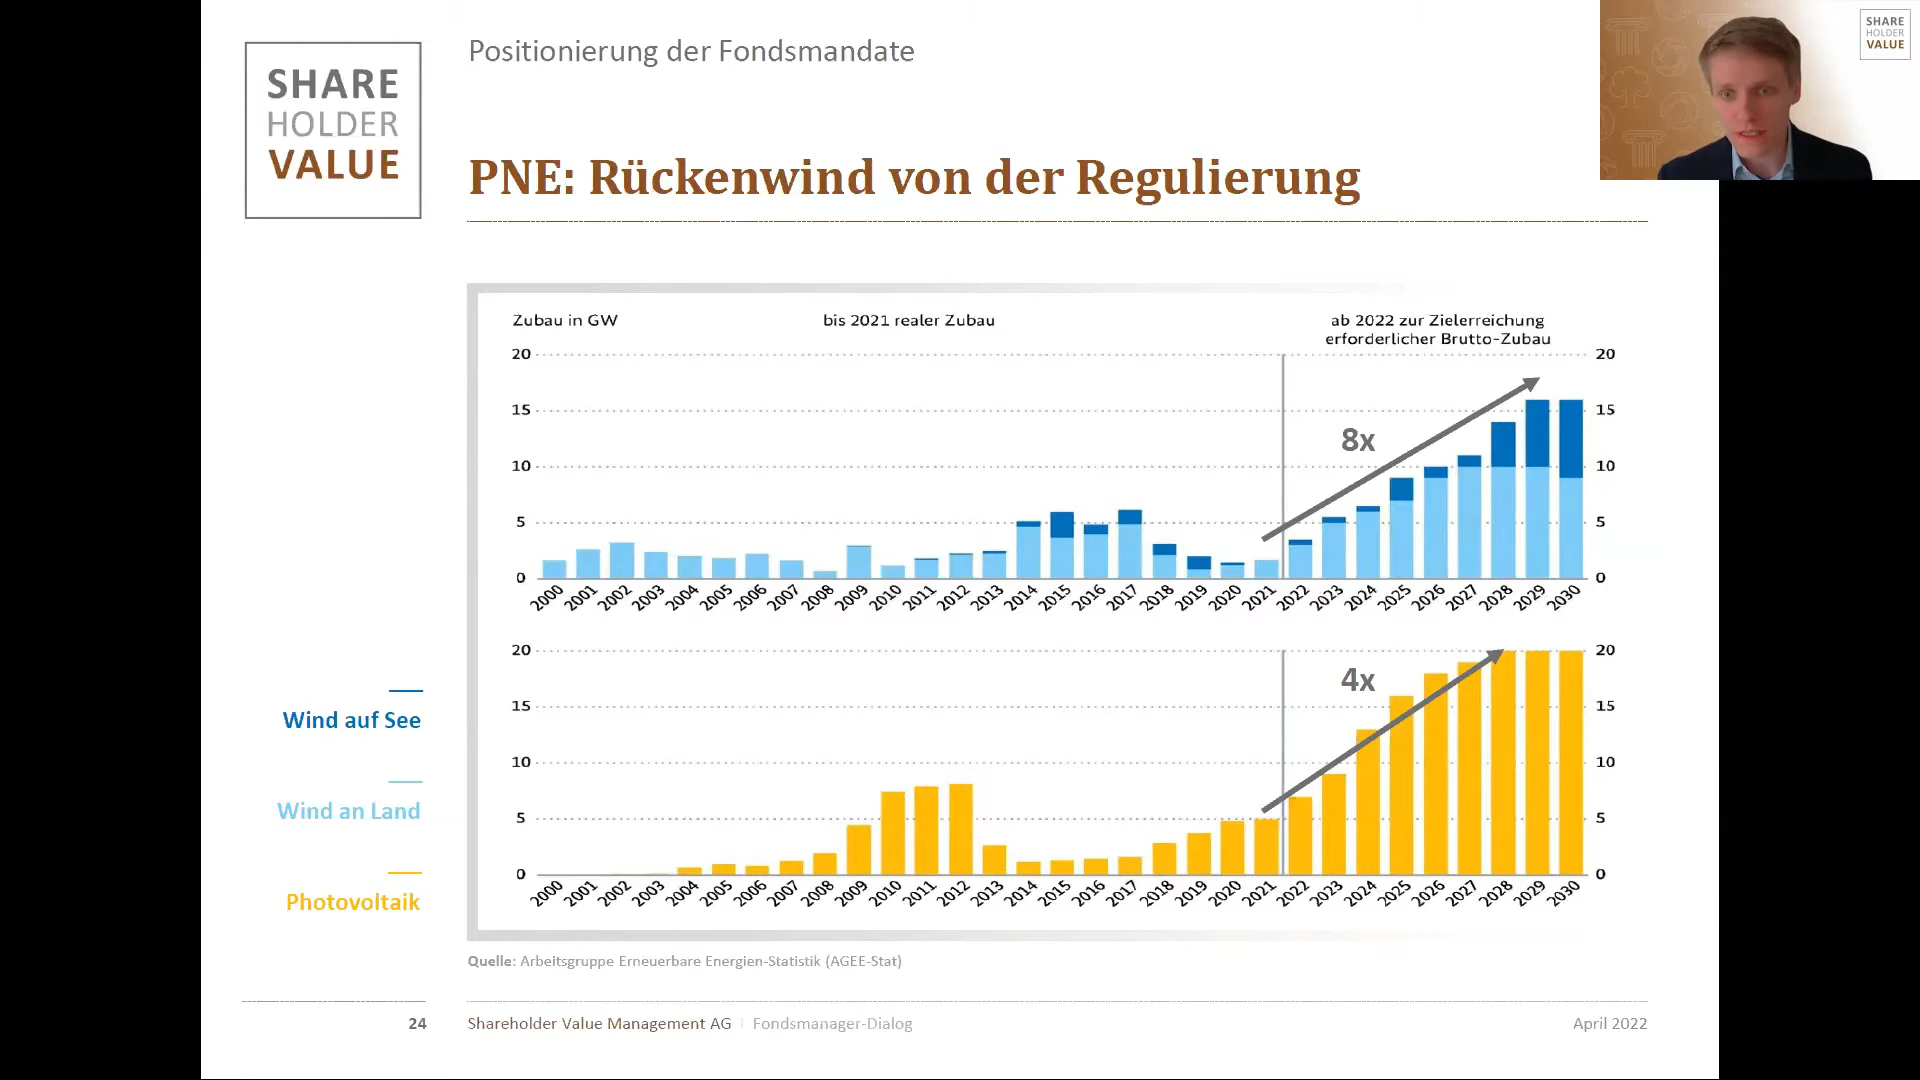 SHARE
HOLDER
VALUE
Positionierung der Fondsmandate
SHARE
HOLDER
VALUE
PNE: Rückenwind von der Regulierung
Zubau in GW
bis 2021 realer Zubau
ab 2022 zur Zielerreichung
erforderlicher Brutto-Zubau
20
20
15
15
10
10
5
5
0
0
8x
2000 2001 2002 2003 2004 2005 2006 2007 2008 2009 2010 2011 2012 2013 2014 2015 2016 2017 2018 2019 2020 2021 2022 2023 2024 2025 2026 2027 2028 2029 2030
20
20
15
15
10
10
5
5
0
0
4x
2000 2001 2002 2003 2004 2005 2006 2007 2008 2009 2010 2011 2012 2013 2014 2015 2016 2017 2018 2019 2020 2021 2022 2023 2024 2025 2026 2027 2028 2029 2030
Wind auf See
Wind an Land
Photovoltaik
Quelle: Arbeitsgruppe Erneuerbare Energien-Statistik (AGEE-Stat)
24
Shareholder Value Management AG | Fondsmanager-Dialog
April 2022